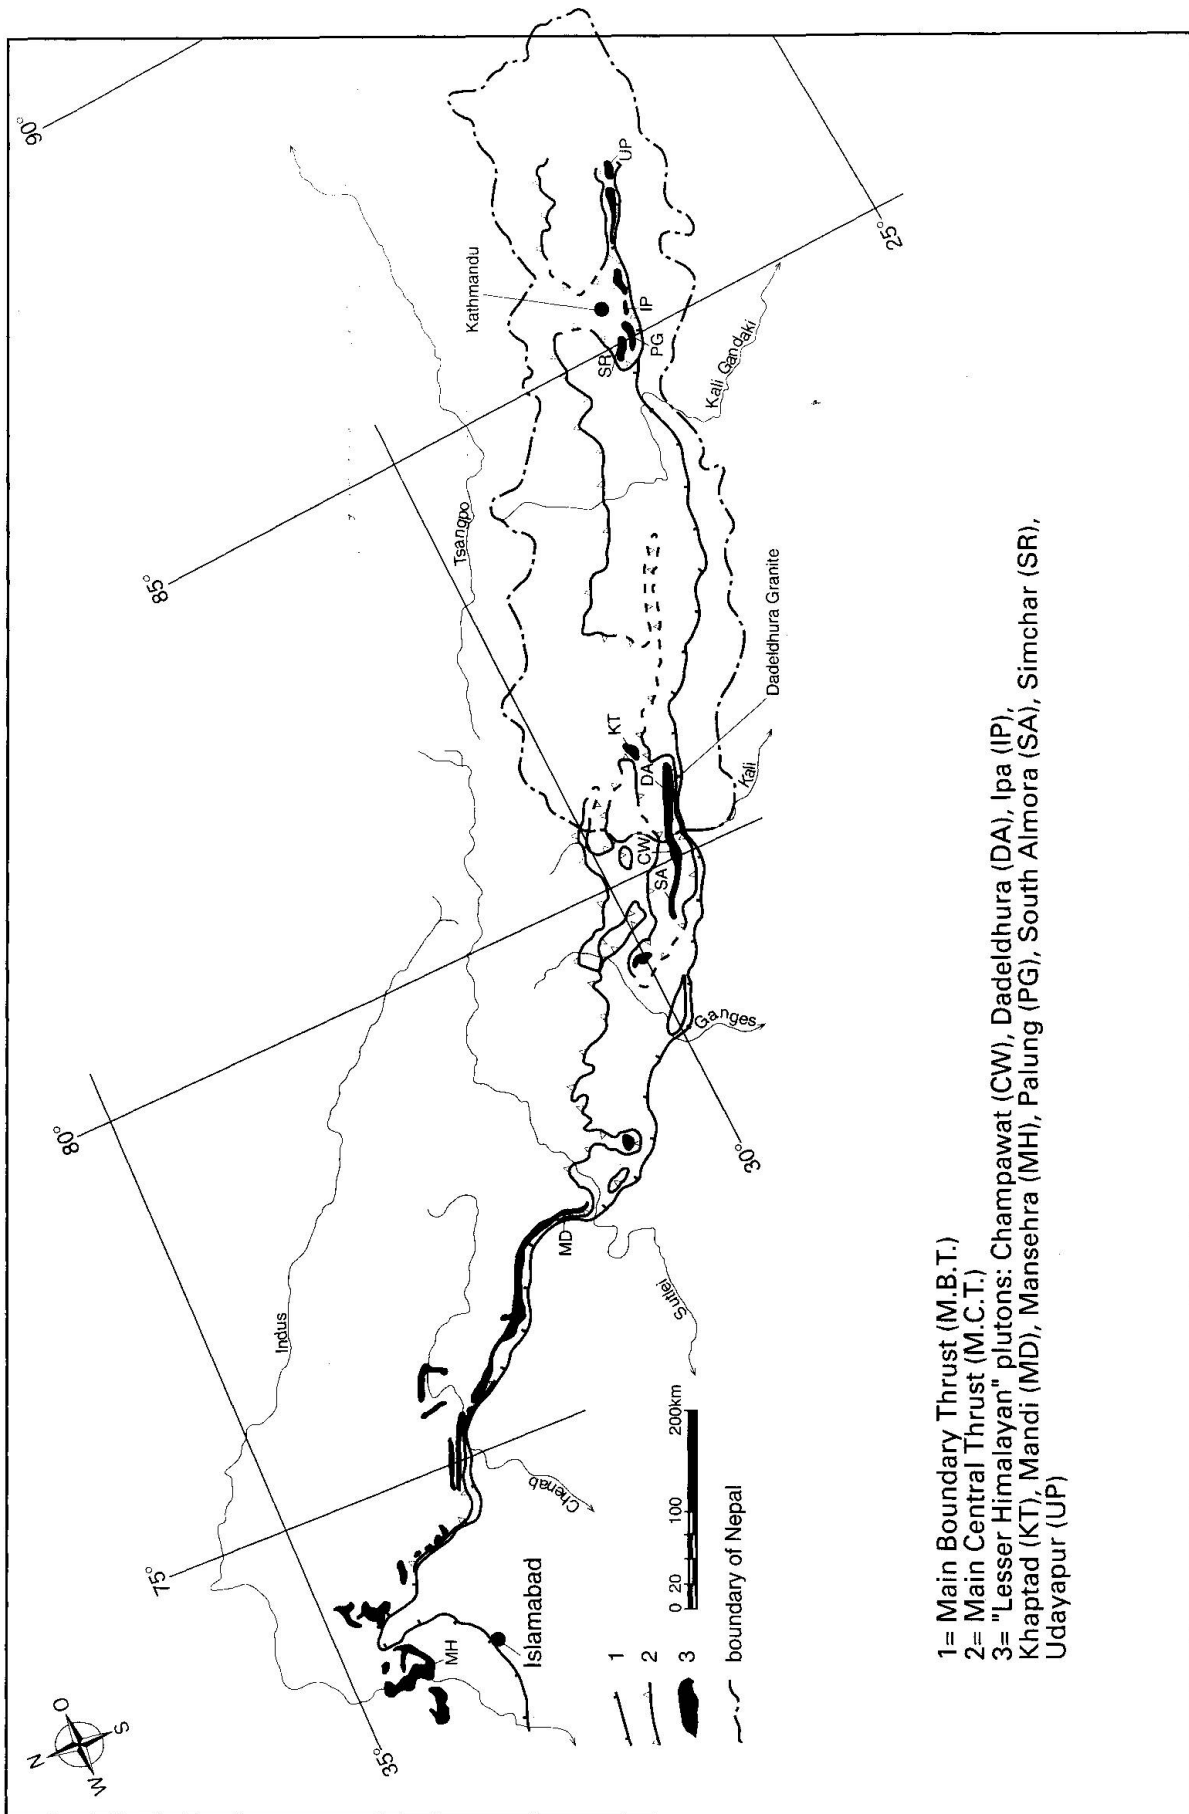 N
O
S
W
75°
80°
85°
90°
35°
30°
25°
Indus
Tsangpo
Kathmandu
MH
Islamabad
Chenab
MD
Sutlej
Ganges
SA
CW
DA
KT
Kali
Dadeldhura Granite
Kali Gandaki
SR
PG
IP
UP
1
2
3
boundary of Nepal
0 20 100 200km
1= Main Boundary Thrust (M.B.T.)
2= Main Central Thrust (M.C.T.)
3= "Lesser Himalayan" plutons: Champawat (CW), Dadeldhura (DA), Ipa (IP),
Khaptad (KT), Mandi (MD), Mansehra (MH), Palung (PG), South Almora (SA), Simchar (SR),
Udayapur (UP)